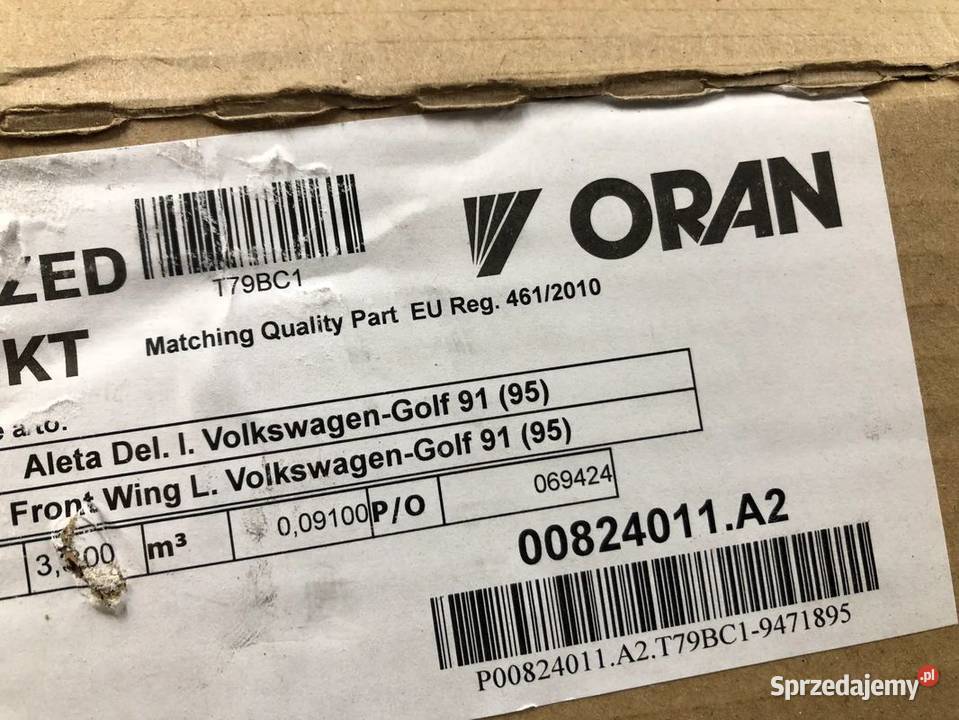 ORAN
ZED
T79BC1
KT
Matching Quality Part EU Reg. 461/2010
Aleta Del. I. Volkswagen-Golf 91 (95)
Front Wing L. Volkswagen-Golf 91 (95)
m³ 0,09100 P/O 069424
00824011.A2
P00824011.A2.T79BC1-9471895
Sprzedajemy.pl